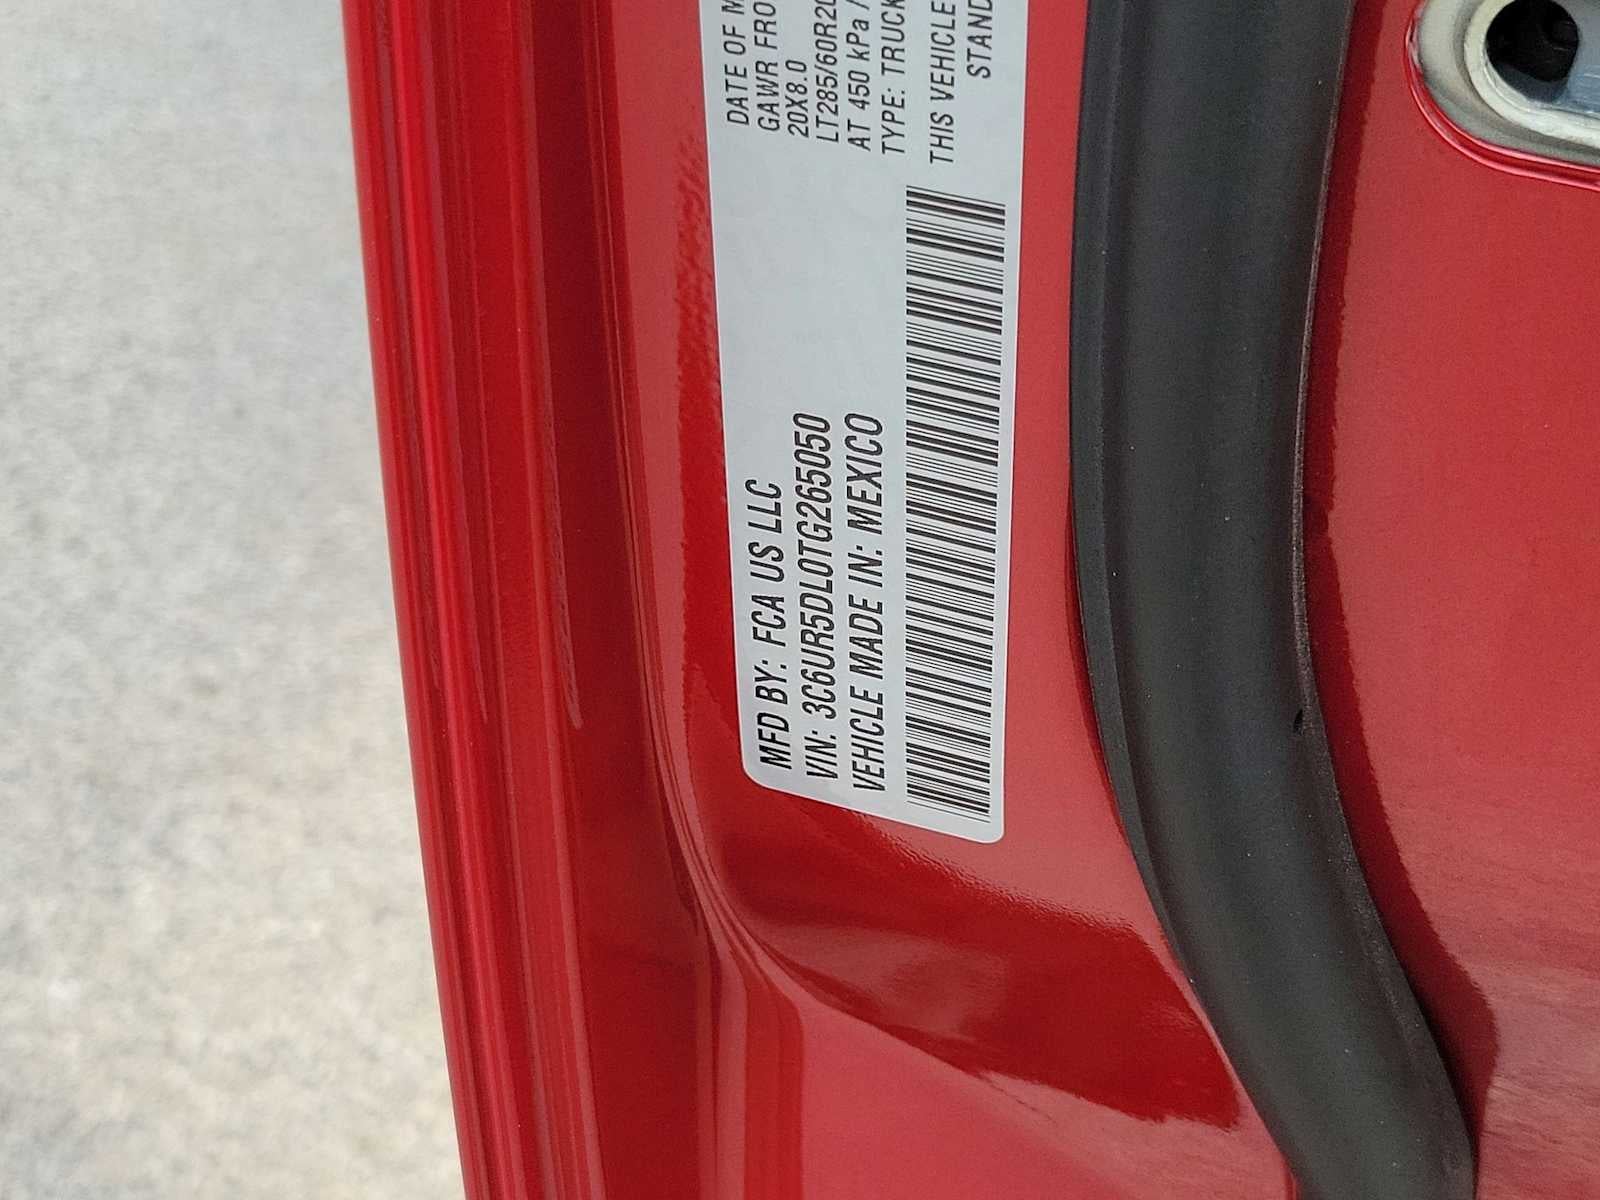 MFD BY: FCA US LLC
VIN: 3C6UR5DL0TG265050
VEHICLE MADE IN: MEXICO
DATE OF M
GAWR FRO
20X8.0
LT285/60R20
AT 450 kPa /
TYPE: TRUCK
THIS VEHICLE
STAND